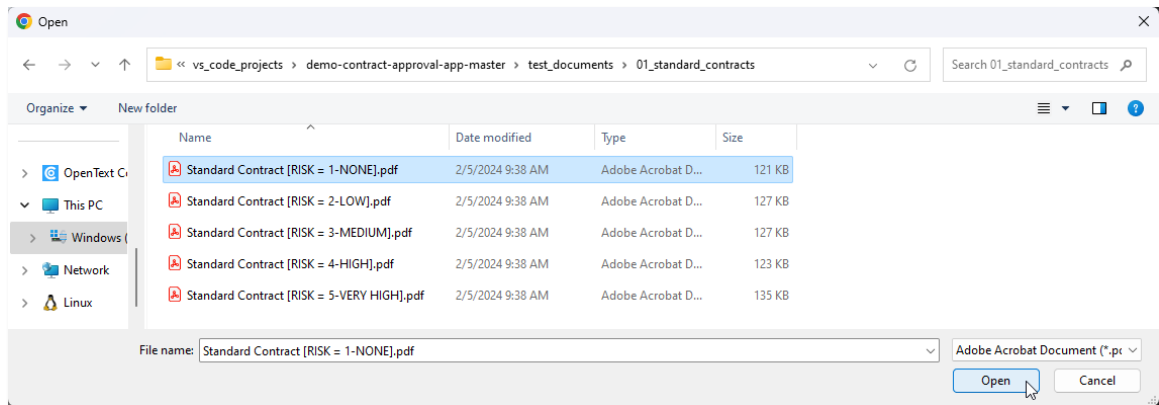 Open
« vs_code_projects > demo-contract-approval-app-master > test_documents > 01_standard_contracts
Search 01_standard_contracts
Organize New folder
?
Name Date modified Type Size
OpenText C
This PC
Windows (
Network
Linux
Standard Contract [RISK = 1-NONE].pdf 2/5/2024 9:38 AM Adobe Acrobat D... 121 KB
Standard Contract [RISK = 2-LOW].pdf 2/5/2024 9:38 AM Adobe Acrobat D... 127 KB
Standard Contract [RISK = 3-MEDIUM].pdf 2/5/2024 9:38 AM Adobe Acrobat D... 127 KB
Standard Contract [RISK = 4-HIGH].pdf 2/5/2024 9:38 AM Adobe Acrobat D... 123 KB
Standard Contract [RISK = 5-VERY HIGH].pdf 2/5/2024 9:38 AM Adobe Acrobat D... 135 KB
File name: Standard Contract [RISK = 1-NONE].pdf Adobe Acrobat Document (*.p
Open Cancel